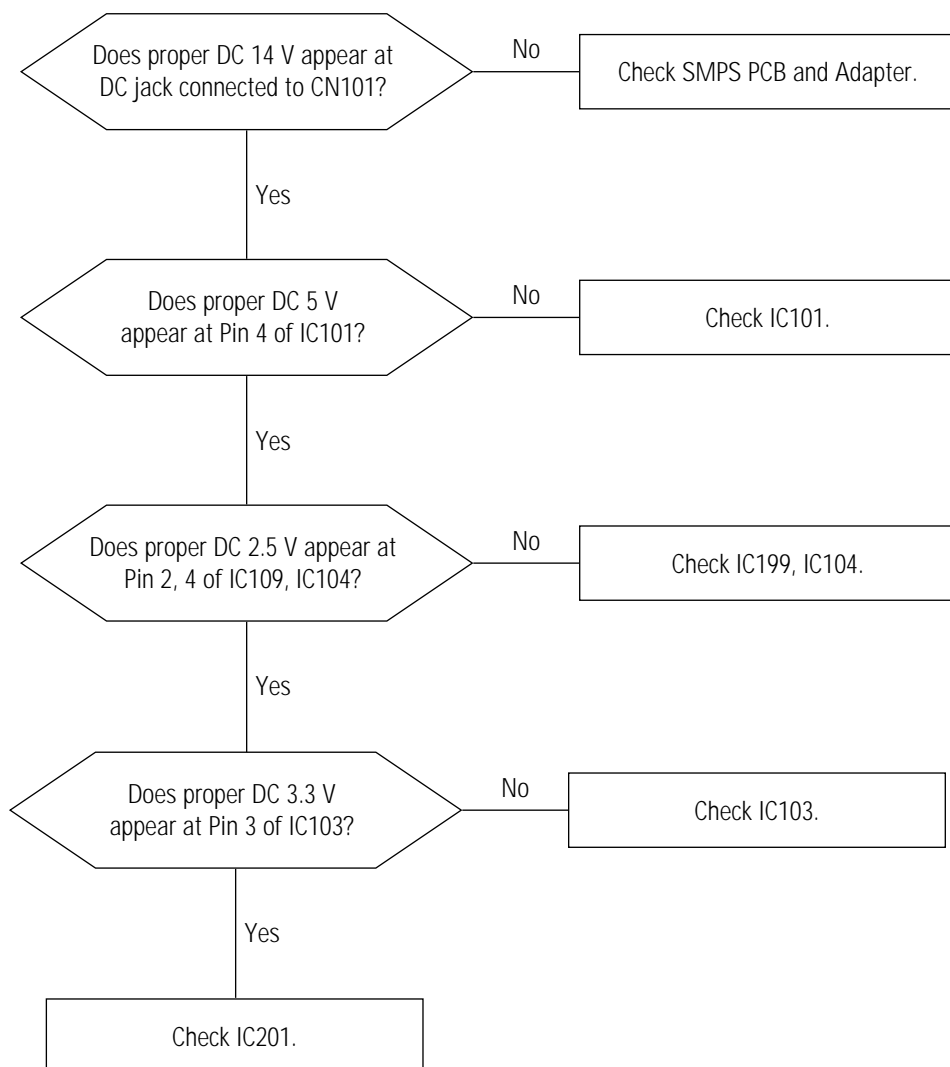 Does proper DC 14 V appear at
DC jack connected to CN101?
No
Check SMPS PCB and Adapter.
Yes
Does proper DC 5 V
appear at Pin 4 of IC101?
No
Check IC101.
Yes
Does proper DC 2.5 V appear at
Pin 2, 4 of IC109, IC104?
No
Check IC199, IC104.
Yes
Does proper DC 3.3 V
appear at Pin 3 of IC103?
No
Check IC103.
Yes
Check IC201.